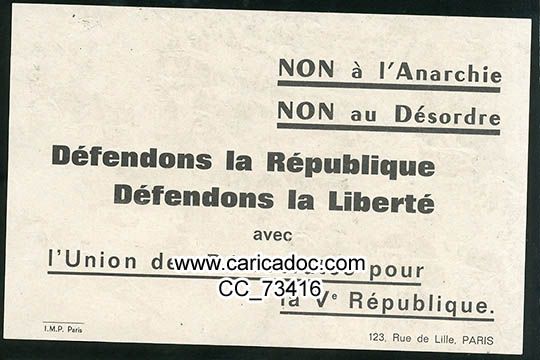 NON à l'Anarchie
NON au Désordre
Défendons la République
Défendons la Liberté
avec
l'Union de pour
www.caricadoc.com
la Vᵉ République.
CC_73416
I.M.P. Paris
123, Rue de Lille, PARIS